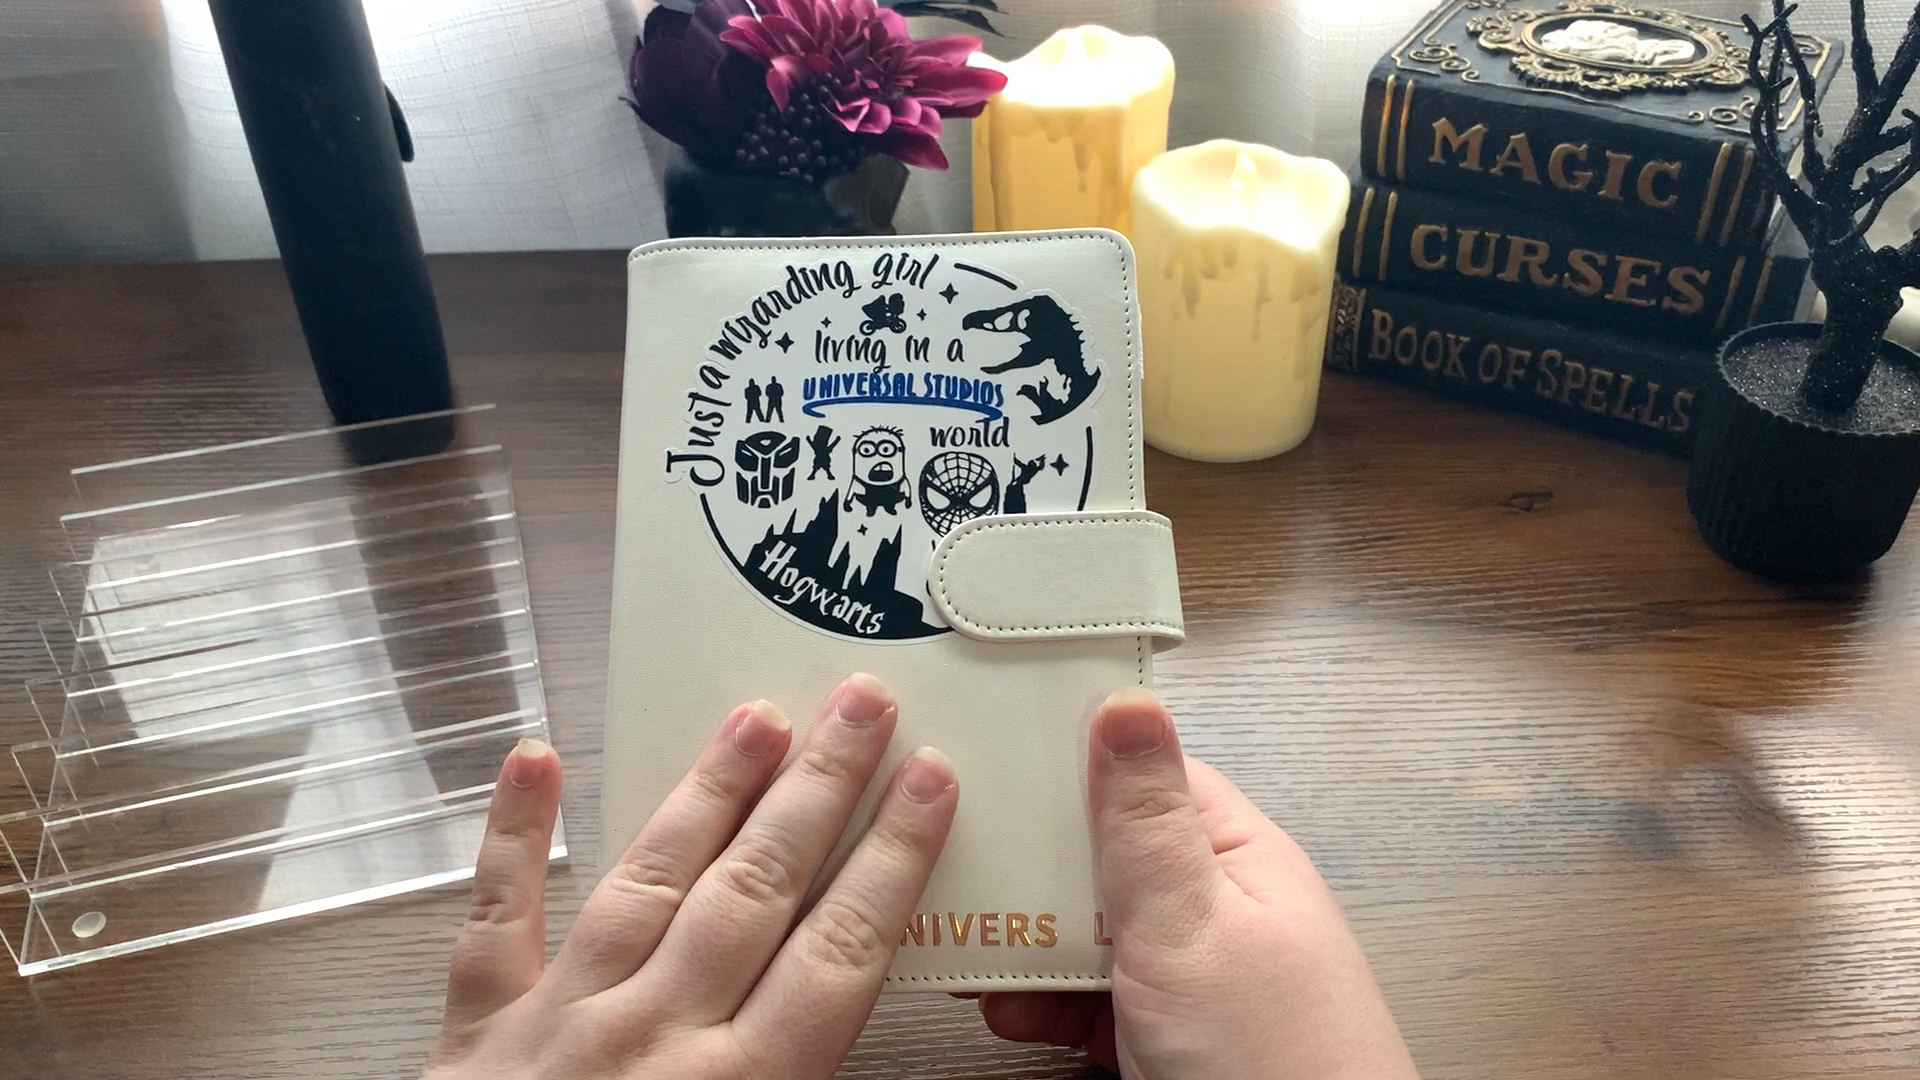 Just a wizarding girl
living in a
UNIVERSAL STUDIOS
world
Hogwarts
NIVERS L
MAGIC
CURSES
BOOK OF SPELLS